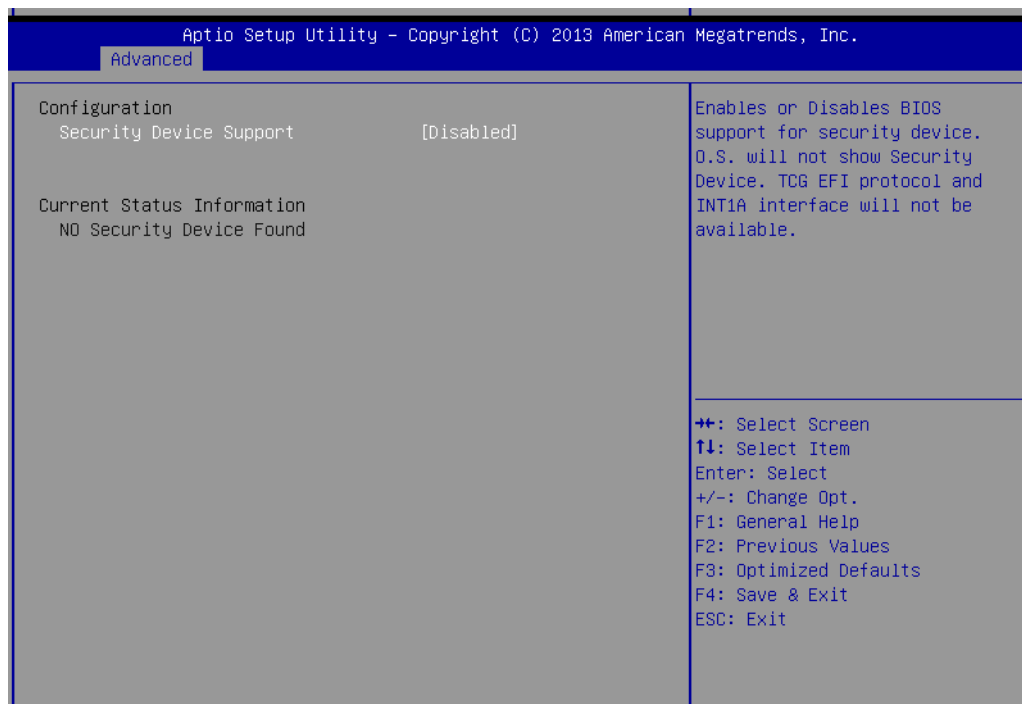 Aptio Setup Utility – Copyright (C) 2013 American Megatrends, Inc.
Advanced
Configuration
Security Device Support [Disabled]
Current Status Information
NO Security Device Found
Enables or Disables BIOS
support for security device.
O.S. will not show Security
Device. TCG EFI protocol and
INT1A interface will not be
available.
→←: Select Screen
↑↓: Select Item
Enter: Select
+/-: Change Opt.
F1: General Help
F2: Previous Values
F3: Optimized Defaults
F4: Save & Exit
ESC: Exit